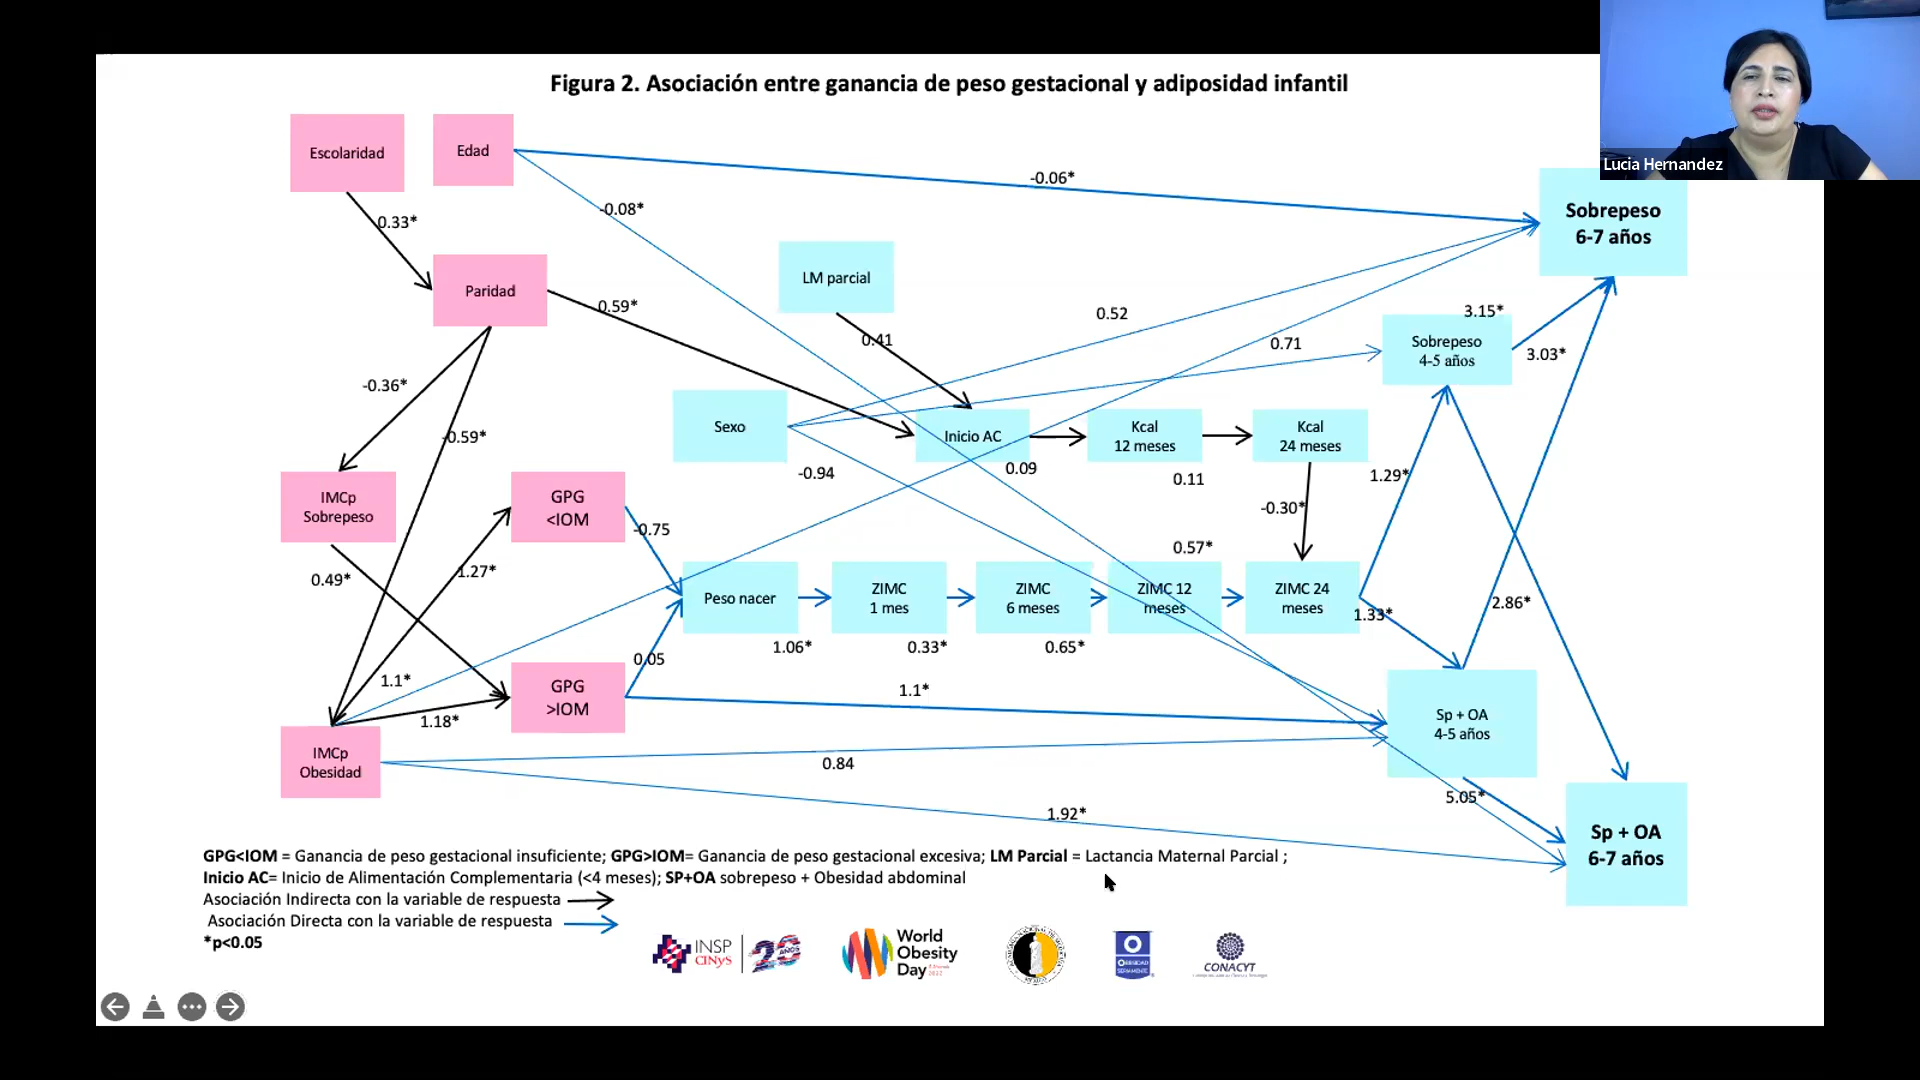 Figura 2. Asociación entre ganancia de peso gestacional y adiposidad infantil
Lucia Hernandez
Escolaridad
Edad
-0.06*
Sobrepeso
6-7 años
0.33*
-0.08*
Paridad
LM parcial
0.59*
0.52
3.15*
0.41
0.71
Sobrepeso
4-5 años
3.03*
-0.36*
-0.59*
Sexo
Inicio AC
Kcal
12 meses
Kcal
24 meses
-0.94
0.09
0.11
1.29*
IMCp
Sobrepeso
GPG
<IOM
-0.75
-0.30*
0.57*
0.49*
1.27*
Peso nacer
ZIMC
1 mes
ZIMC
6 meses
ZIMC 12
meses
ZIMC 24
meses
1.33*
2.86*
1.06*
0.33*
0.65*
0.05
1.1*
GPG
>IOM
1.1*
1.18*
Sp + OA
4-5 años
IMCp
Obesidad
0.84
5.05*
1.92*
Sp + OA
6-7 años
GPG<IOM = Ganancia de peso gestacional insuficiente; GPG>IOM= Ganancia de peso gestacional excesiva; LM Parcial = Lactancia Maternal Parcial ;
Inicio AC= Inicio de Alimentación Complementaria (<4 meses); SP+OA sobrepeso + Obesidad abdominal
Asociación Indirecta con la variable de respuesta
Asociación Directa con la variable de respuesta
*p<0.05
INSP
CINyS
AÑOS
World
Obesity
Day
OBESIDAD
CONACYT